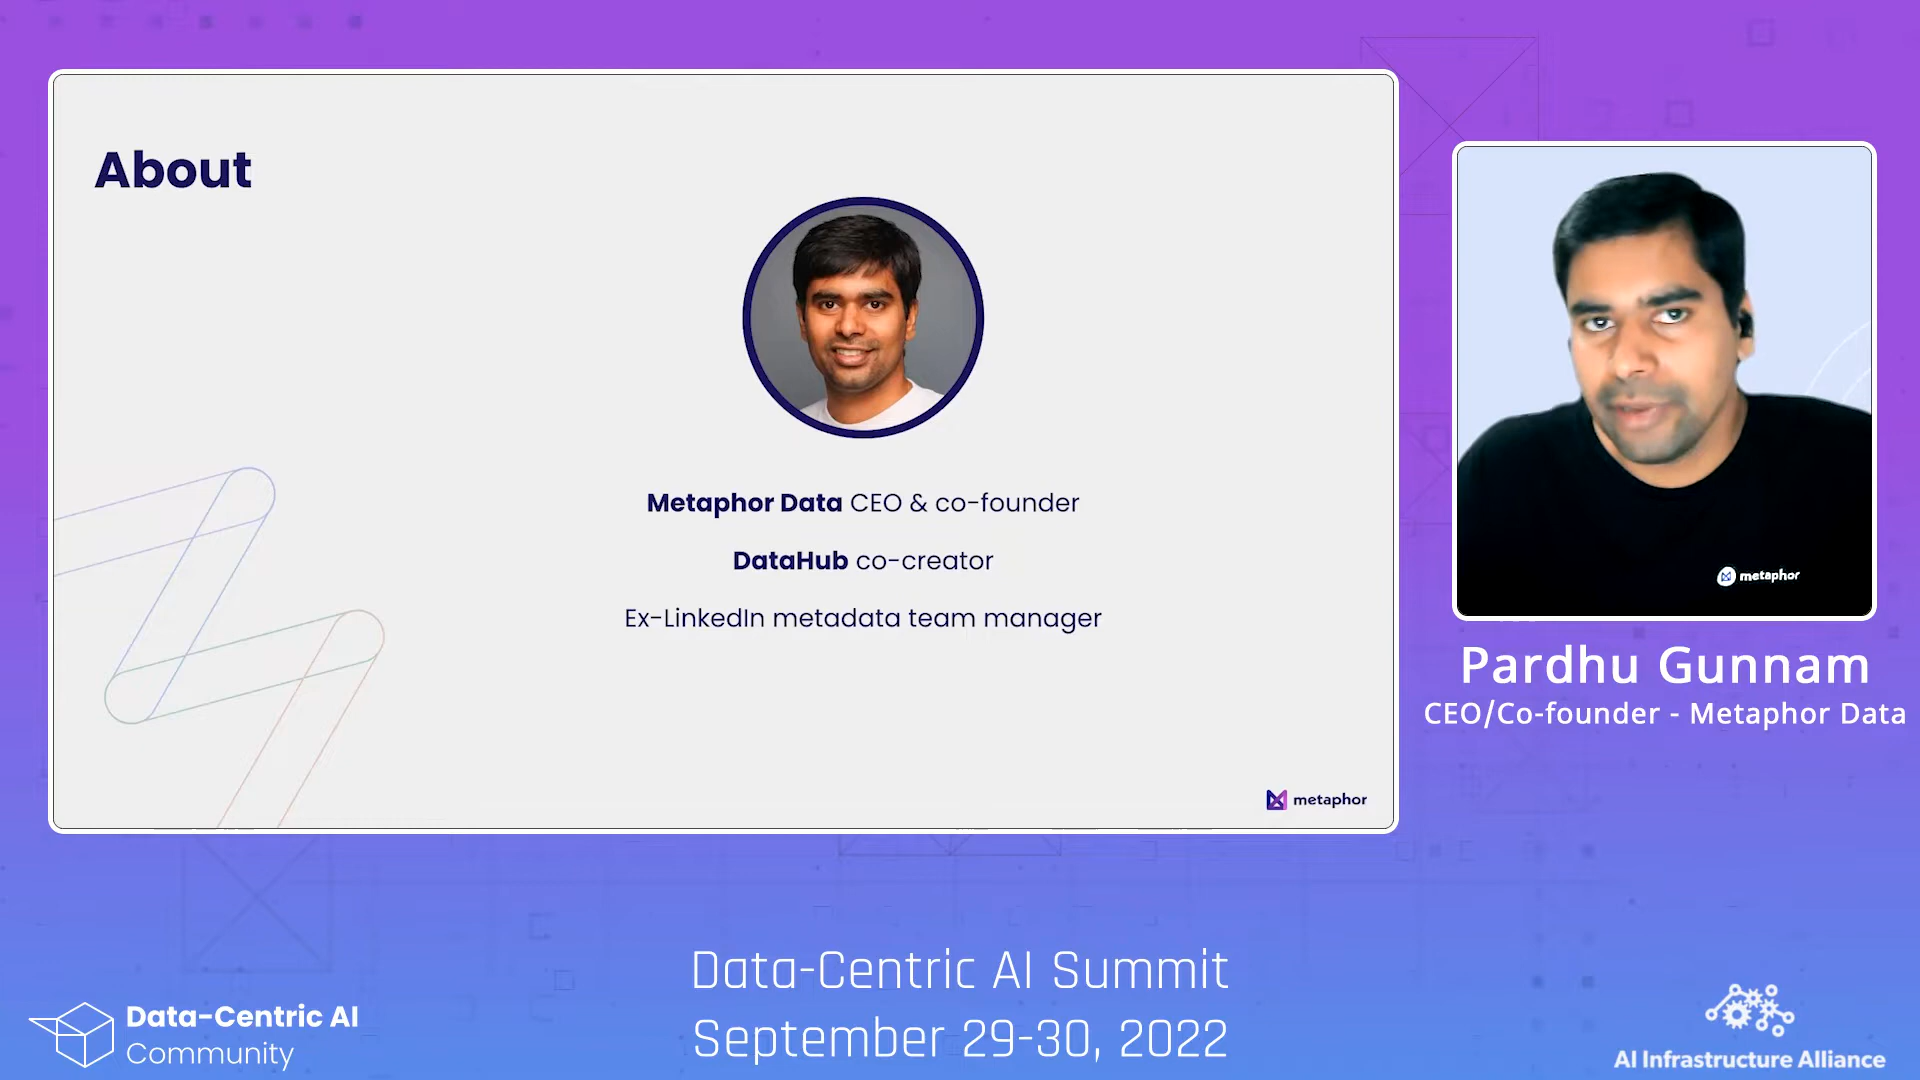 About
Metaphor Data CEO & co-founder
DataHub co-creator
Ex-LinkedIn metadata team manager
metaphor
metaphor
Pardhu Gunnam
CEO/Co-founder - Metaphor Data
Data-Centric AI Summit
September 29-30, 2022
Data-Centric AI
Community
AI Infrastructure Alliance